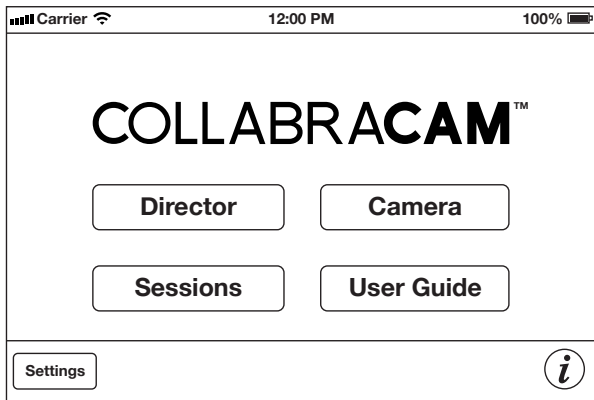 Carrier 12:00 PM 100%
COLLABRACAM™
Director Camera
Sessions User Guide
Settings i